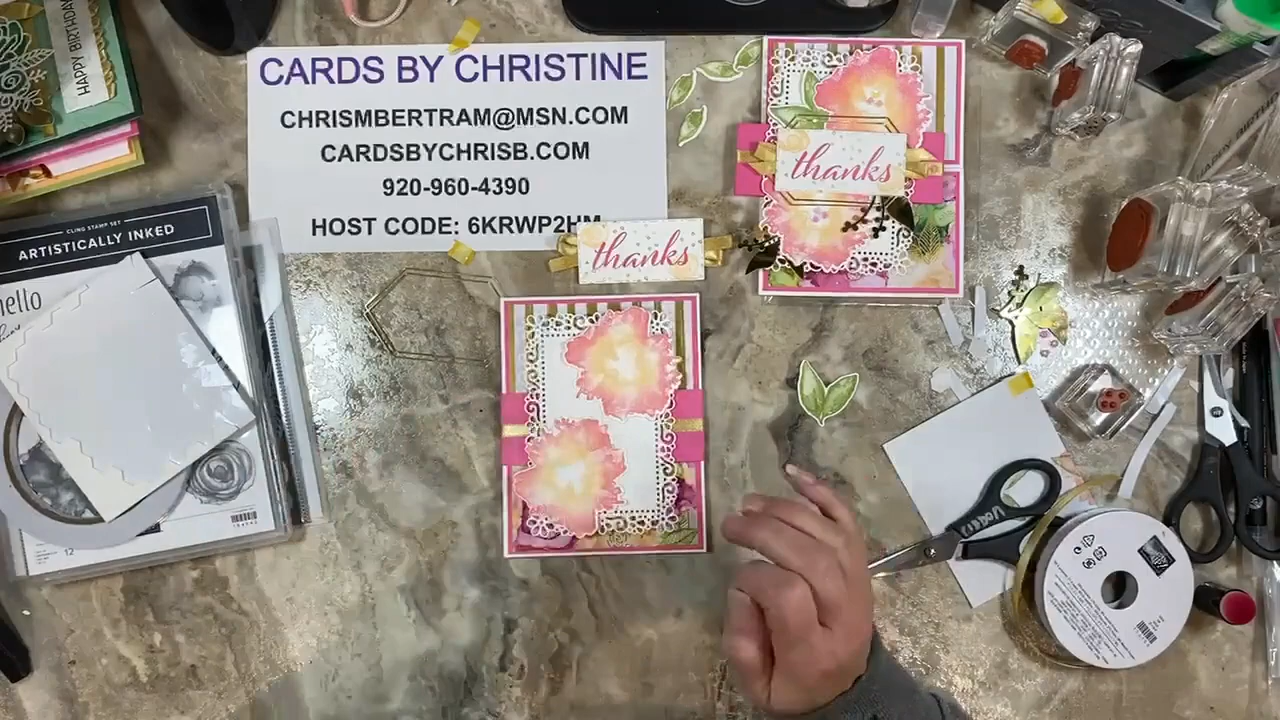 CARDS BY CHRISTINE
CHRISMBERTRAM@MSN.COM
CARDSBYCHRISB.COM
920-960-4390
HOST CODE: 6KRWP2HM
HAPPY BIRTHDAY
CLING STAMP SET
ARTISTICALLY INKED
hello
12
thanks
thanks